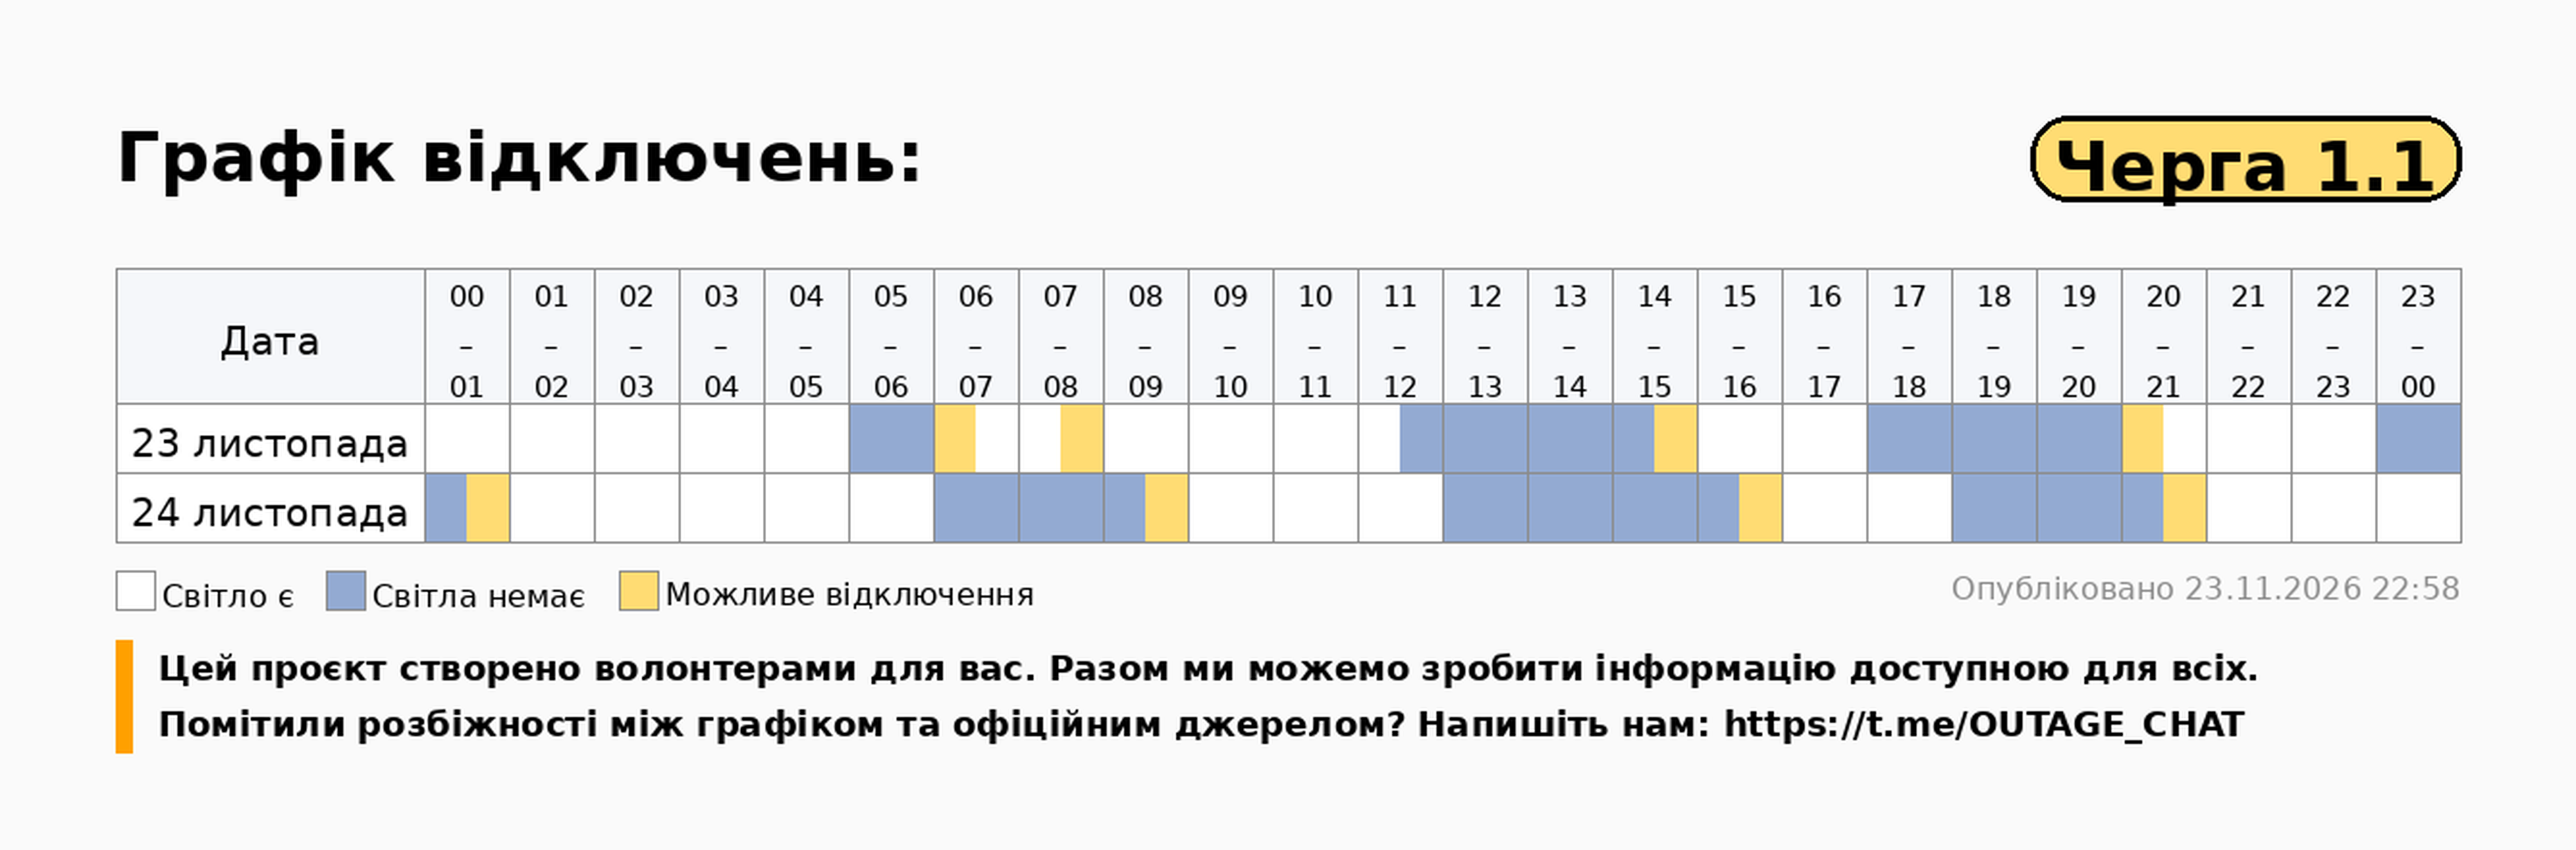 Графік відключень:
Черга 1.1
Дата
00 – 01
01 – 02
02 – 03
03 – 04
04 – 05
05 – 06
06 – 07
07 – 08
08 – 09
09 – 10
10 – 11
11 – 12
12 – 13
13 – 14
14 – 15
15 – 16
16 – 17
17 – 18
18 – 19
19 – 20
20 – 21
21 – 22
22 – 23
23 – 00
23 листопада
24 листопада
Світло є
Світла немає
Можливе відключення
Опубліковано 23.11.2026 22:58
Цей проєкт створено волонтерами для вас. Разом ми можемо зробити інформацію доступною для всіх.
Помітили розбіжності між графіком та офіційним джерелом? Напишіть нам: https://t.me/OUTAGE_CHAT